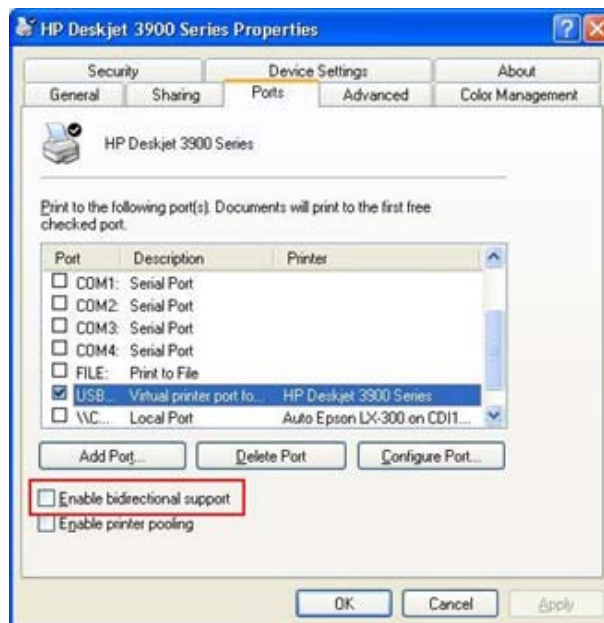 HP Deskjet 3900 Series Properties
Security Device Settings About
General Sharing Ports Advanced Color Management
HP Deskjet 3900 Series
Print to the following port(s). Documents will print to the first free
checked port.
Port Description Printer
COM1: Serial Port
COM2: Serial Port
COM3: Serial Port
COM4: Serial Port
FILE: Print to File
USB... Virtual printer port fo... HP Deskjet 3900 Series
\\C... Local Port Auto Epson LX-300 on CDI1...
Add Port... Delete Port Configure Port...
Enable bidirectional support
Enable printer pooling
OK Cancel Apply